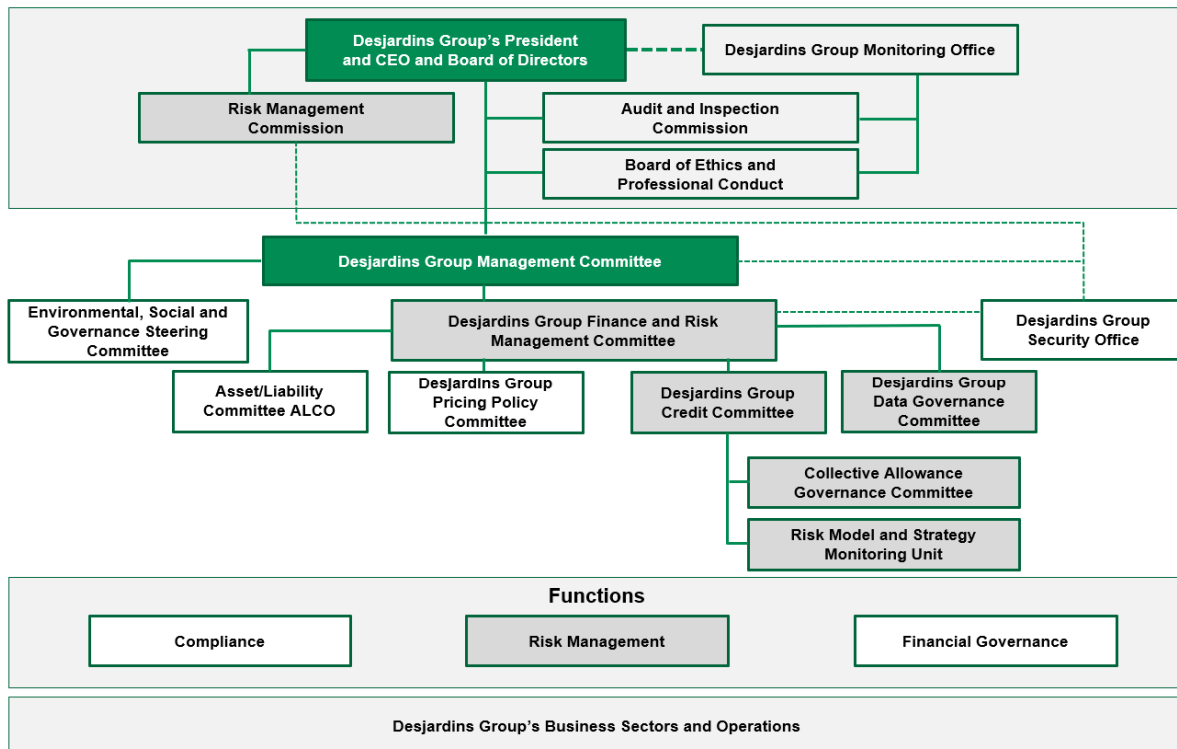 Desjardins Group’s President
and CEO and Board of Directors
Desjardins Group Monitoring Office
Risk Management
Commission
Audit and Inspection
Commission
Board of Ethics and
Professional Conduct
Desjardins Group Management Committee
Environmental, Social and
Governance Steering
Committee
Desjardins Group Finance and Risk
Management Committee
Desjardins Group
Security Office
Asset/Liability
Committee ALCO
Desjardins Group
Pricing Policy
Committee
Desjardins Group
Credit Committee
Desjardins Group
Data Governance
Committee
Collective Allowance
Governance Committee
Risk Model and Strategy
Monitoring Unit
Functions
Compliance
Risk Management
Financial Governance
Desjardins Group’s Business Sectors and Operations